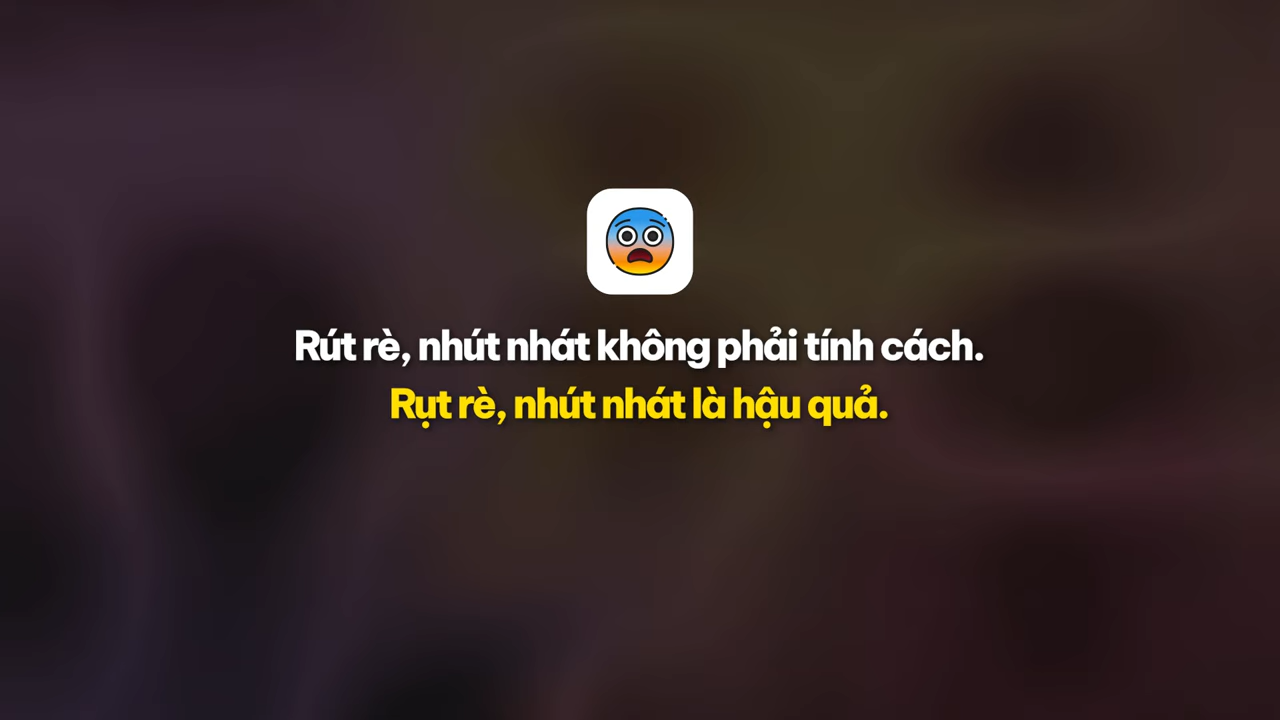 Rút rè, nhút nhát không phải tính cách.
Rụt rè, nhút nhát là hậu quả.